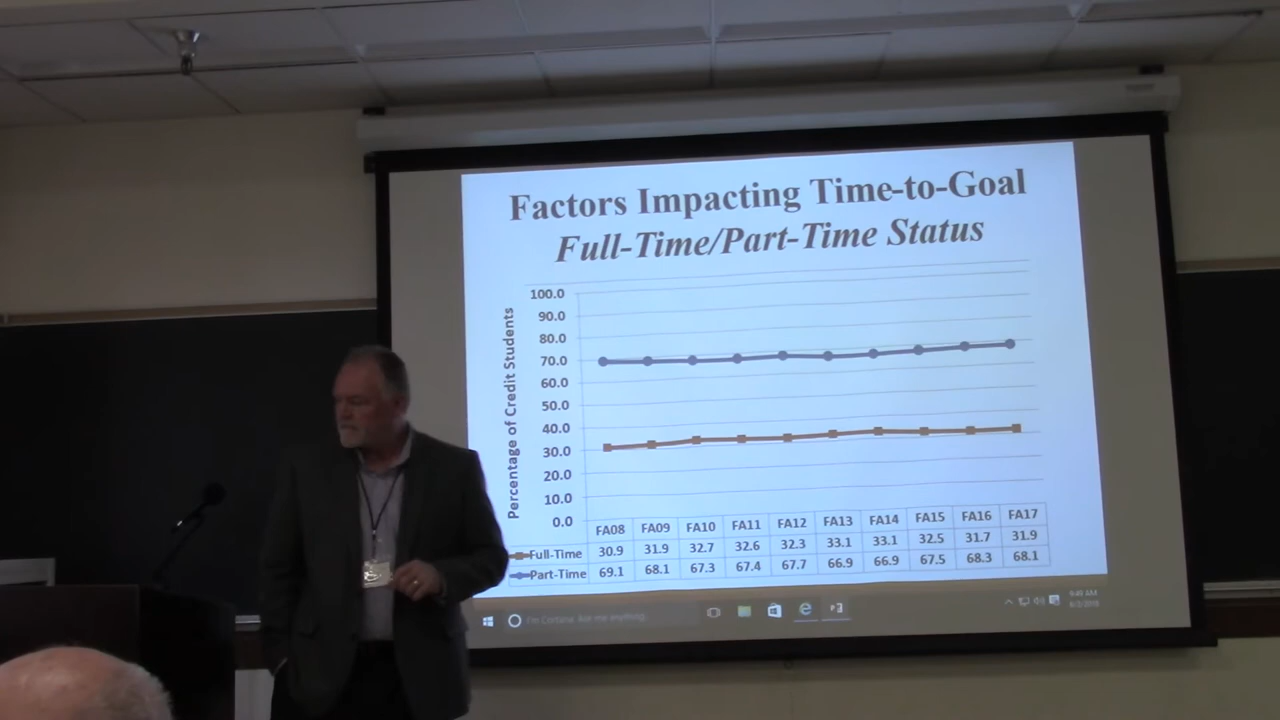 Factors Impacting Time-to-Goal
Full-Time/Part-Time Status
Percentage of Credit Students
100.0
90.0
80.0
70.0
60.0
50.0
40.0
30.0
20.0
10.0
0.0
FA08 FA09 FA10 FA11 FA12 FA13 FA14 FA15 FA16 FA17
Full-Time 30.9 31.9 32.7 32.6 32.3 33.1 33.1 32.5 31.7 31.9
Part-Time 69.1 68.1 67.3 67.4 67.7 66.9 66.9 67.5 68.3 68.1
I'm Cortana. Ask me anything.